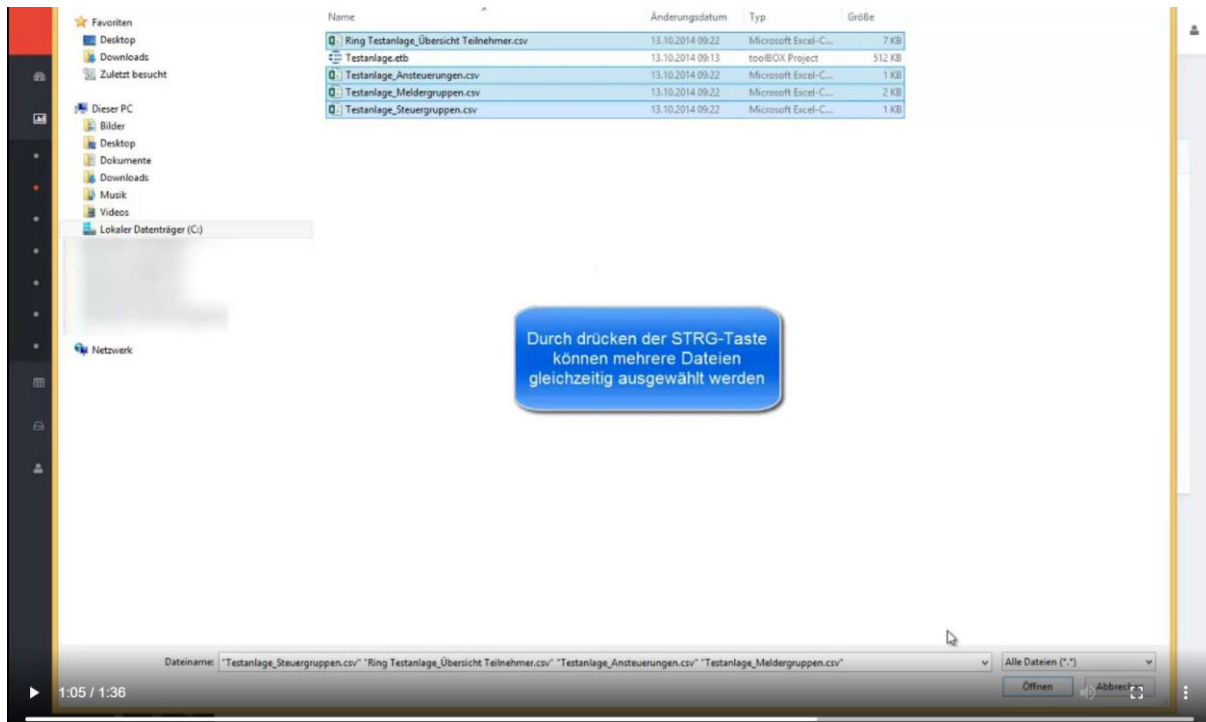 Favoriten
Desktop
Downloads
Zuletzt besucht
Dieser PC
Bilder
Desktop
Dokumente
Downloads
Musik
Videos
Lokaler Datenträger (C:)
Netzwerk
Name Änderungsdatum Typ Größe
Ring Testanlage_Übersicht Teilnehmer.csv 13.10.2014 09:22 Microsoft Excel-C... 7 KB
Testanlage.etb 13.10.2014 09:13 toolBOX Project 512 KB
Testanlage_Ansteuerungen.csv 13.10.2014 09:22 Microsoft Excel-C... 1 KB
Testanlage_Meldergruppen.csv 13.10.2014 09:22 Microsoft Excel-C... 2 KB
Testanlage_Steuergruppen.csv 13.10.2014 09:22 Microsoft Excel-C... 1 KB
Durch drücken der STRG-Taste
können mehrere Dateien
gleichzeitig ausgewählt werden
Dateiname: "Testanlage_Steuergruppen.csv" "Ring Testanlage_Übersicht Teilnehmer.csv" "Testanlage_Ansteuerungen.csv" "Testanlage_Meldergruppen.csv" Alle Dateien (*.*)
Öffnen Abbrechen
1:05 / 1:36